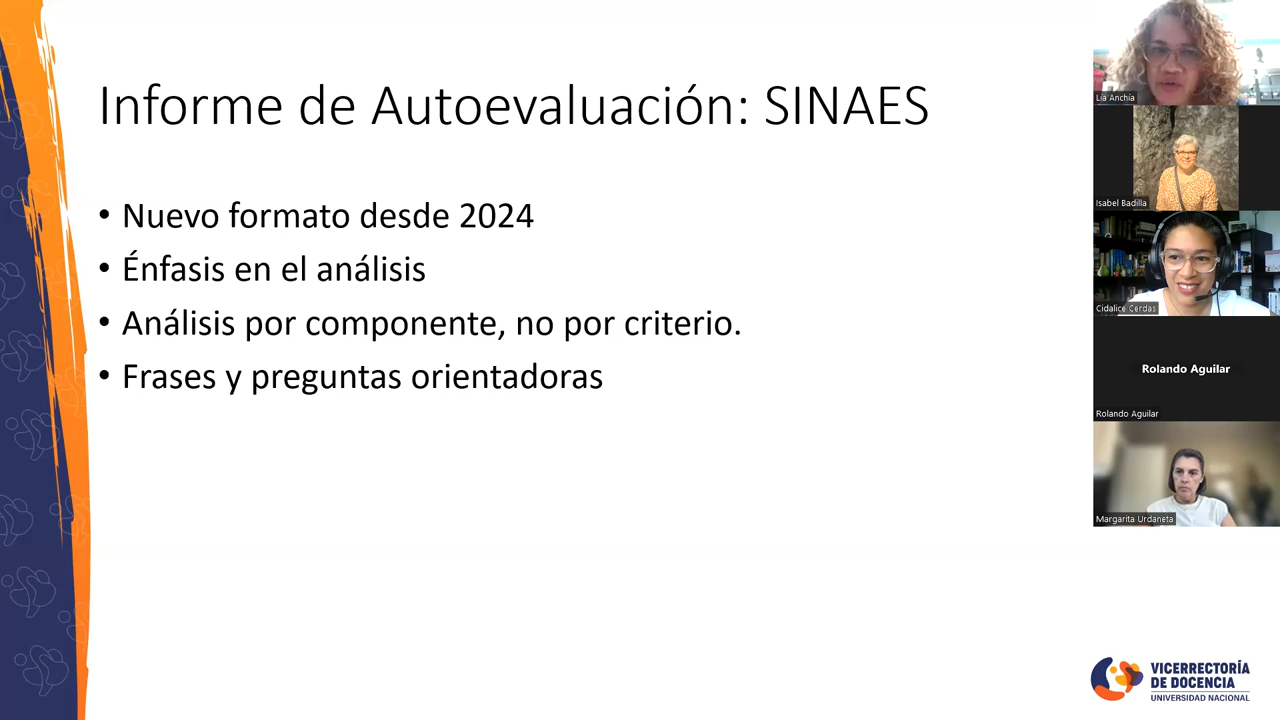 Informe de Autoevaluación: SINAES
• Nuevo formato desde 2024
• Énfasis en el análisis
• Análisis por componente, no por criterio.
• Frases y preguntas orientadoras
Lía Anchía
Isabel Badilla
Cidalice Cerdas
Rolando Aguilar
Rolando Aguilar
Margarita Urdaneta
VICERRECTORÍA
DE DOCENCIA
UNIVERSIDAD NACIONAL